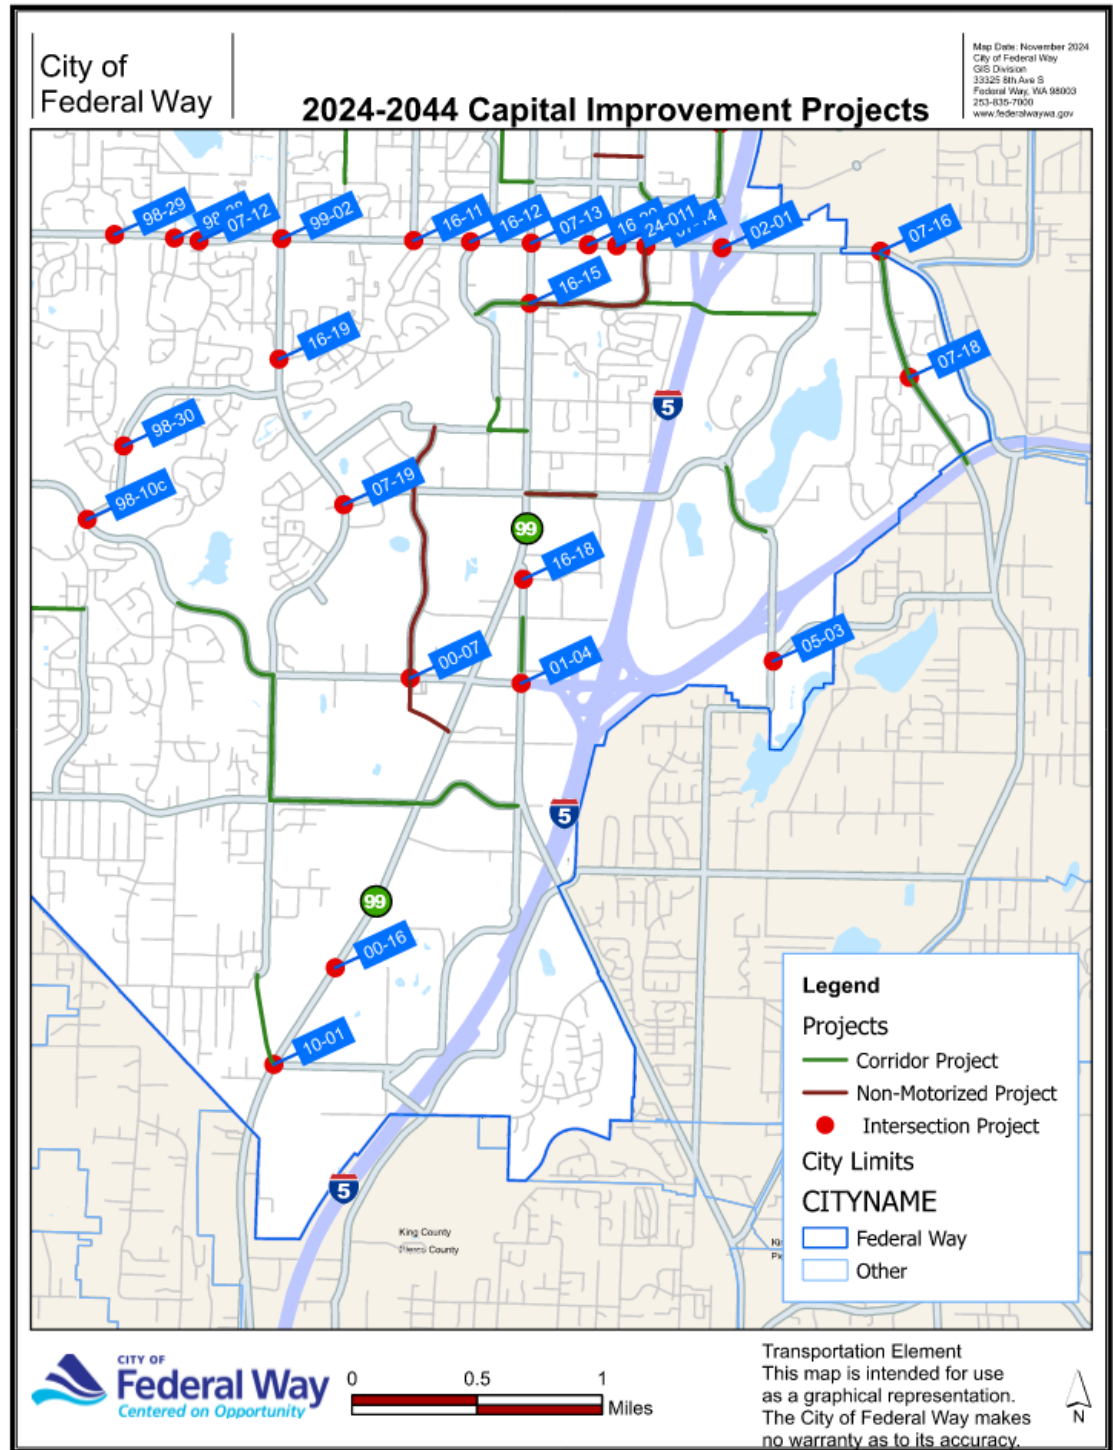 City of
Federal Way
2024-2044 Capital Improvement Projects
Map Date: November 2024
City of Federal Way
GIS Division
33325 8th Ave S
Federal Way, WA 98003
253-835-7000
www.federalwaywa.gov
98-29
07-12
99-02
16-11
16-12
07-13
24-011
02-01
07-16
16-15
16-19
07-18
5
98-30
98-10c
07-19
99
16-18
00-07
01-04
05-03
5
99
00-16
10-01
5
King County
Pierce County
Legend
Projects
Corridor Project
Non-Motorized Project
Intersection Project
City Limits
CITYNAME
Federal Way
Other
CITY OF
Federal Way
Centered on Opportunity
0 0.5 1
Miles
Transportation Element
This map is intended for use
as a graphical representation.
The City of Federal Way makes
no warranty as to its accuracy.
N